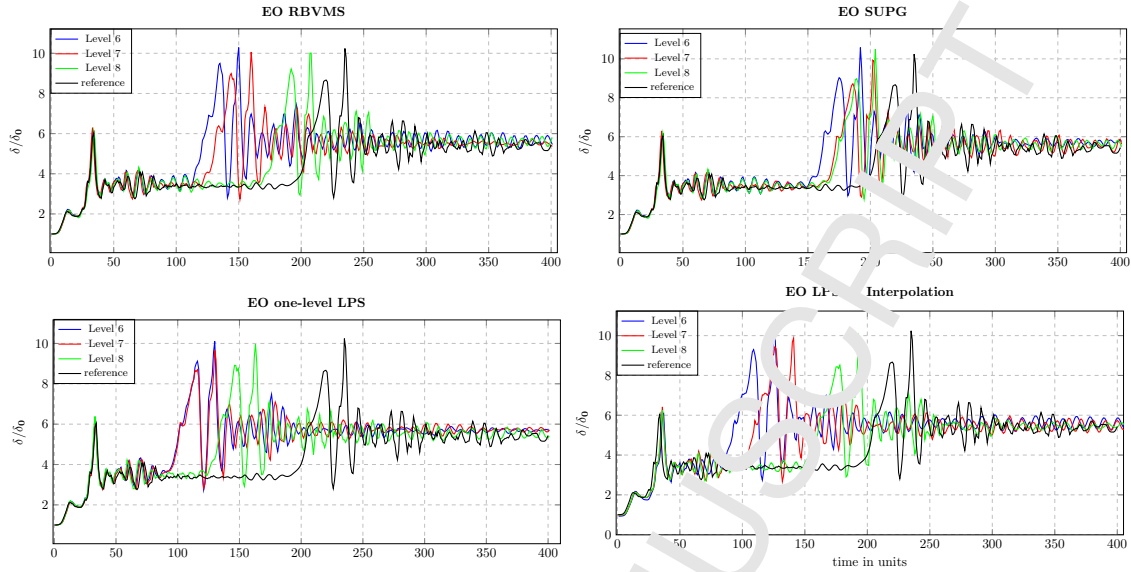 EO RBVMS
δ/δ0
10
8
6
4
2
Level 6
Level 7
Level 8
reference
0 50 100 150 200 250 300 350 400
EO SUPG
δ/δ0
10
8
6
4
2
Level 6
Level 7
Level 8
reference
0 50 100 150 200 250 300 350 400
EO one-level LPS
δ/δ0
10
8
6
4
2
Level 6
Level 7
Level 8
reference
0 50 100 150 200 250 300 350 400
EO Interpolation
δ/δ0
10
8
6
4
2
0
Level 6
Level 7
Level 8
reference
0 50 100 150 200 250 300 350 400
time in units